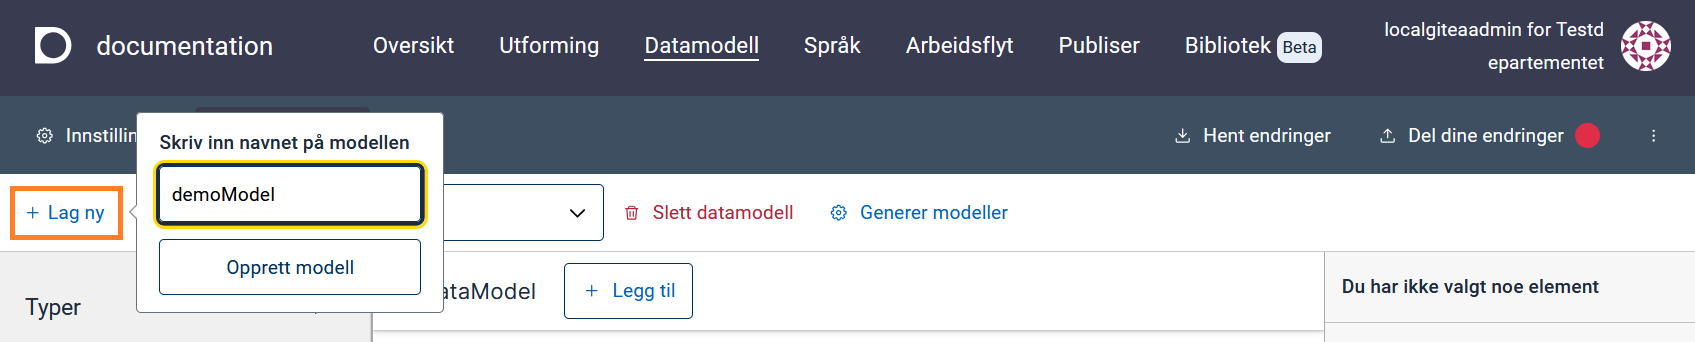 documentation
Oversikt
Utforming
Datamodell
Språk
Arbeidsflyt
Publiser
Bibliotek Beta
localgiteaadmin for Testd
epartementet
Skriv inn navnet på modellen
demoModel
Opprett modell
Hent endringer
Del dine endringer
+ Lag ny
Slett datamodell
Generer modeller
Typer
+ Legg til
Du har ikke valgt noe element